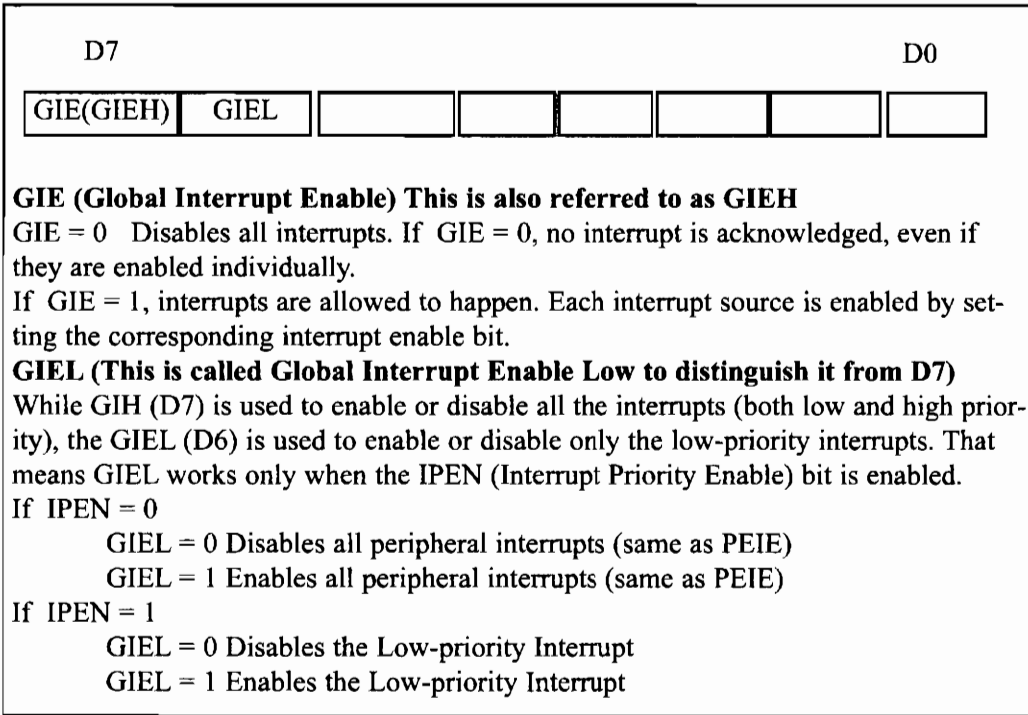 D7 D0
GIE(GIEH) GIEL
GIE (Global Interrupt Enable) This is also referred to as GIEH
GIE = 0 Disables all interrupts. If GIE = 0, no interrupt is acknowledged, even if
they are enabled individually.
If GIE = 1, interrupts are allowed to happen. Each interrupt source is enabled by set-
ting the corresponding interrupt enable bit.
GIEL (This is called Global Interrupt Enable Low to distinguish it from D7)
While GIH (D7) is used to enable or disable all the interrupts (both low and high prior-
ity), the GIEL (D6) is used to enable or disable only the low-priority interrupts. That
means GIEL works only when the IPEN (Interrupt Priority Enable) bit is enabled.
If IPEN = 0
GIEL = 0 Disables all peripheral interrupts (same as PEIE)
GIEL = 1 Enables all peripheral interrupts (same as PEIE)
If IPEN = 1
GIEL = 0 Disables the Low-priority Interrupt
GIEL = 1 Enables the Low-priority Interrupt